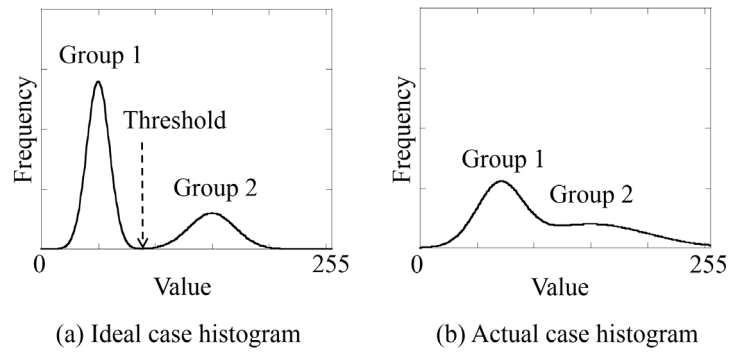 Group 1
Threshold
Group 2
Frequency
0
255
Value
(a) Ideal case histogram
Group 1
Group 2
Frequency
0
255
Value
(b) Actual case histogram